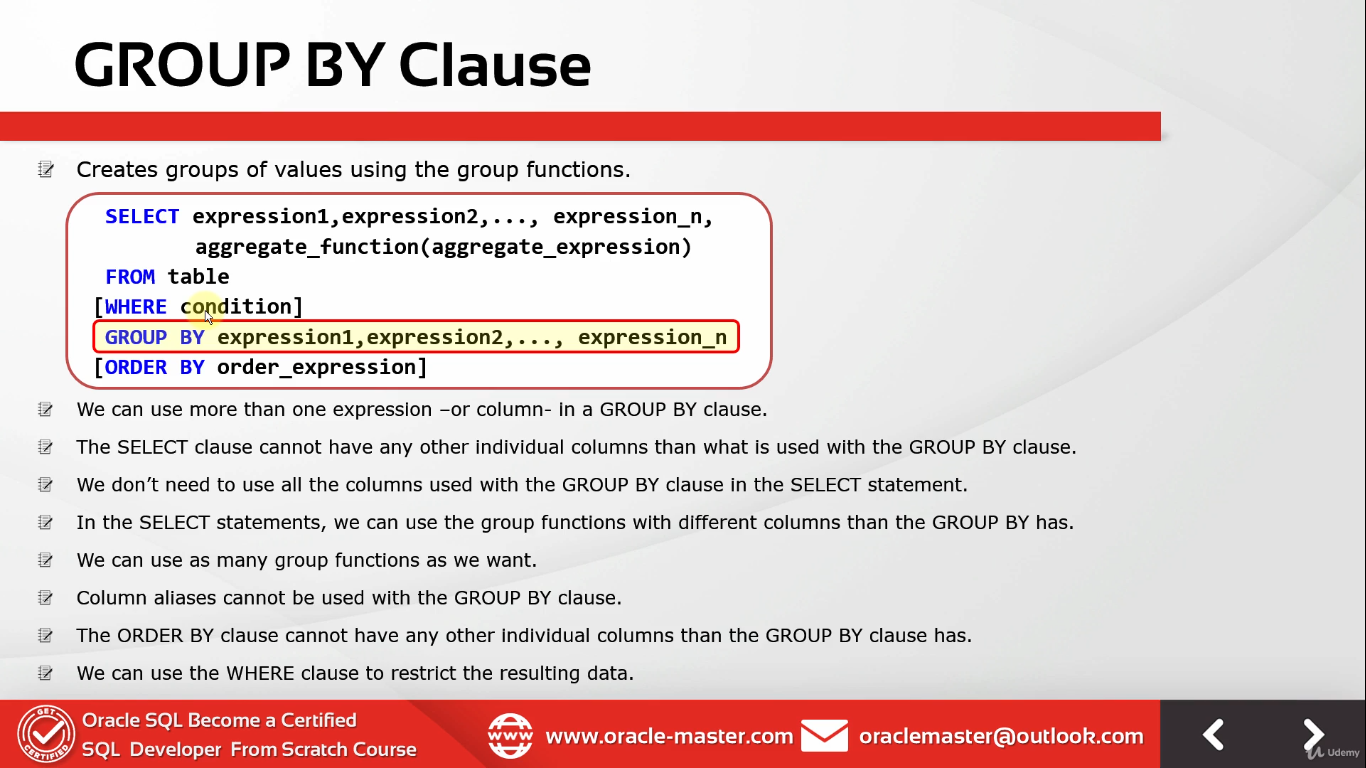 GROUP BY Clause
Creates groups of values using the group functions.
SELECT expression1,expression2,..., expression_n,
aggregate_function(aggregate_expression)
FROM table
[WHERE condition]
GROUP BY expression1,expression2,..., expression_n
[ORDER BY order_expression]
We can use more than one expression –or column- in a GROUP BY clause.
The SELECT clause cannot have any other individual columns than what is used with the GROUP BY clause.
We don’t need to use all the columns used with the GROUP BY clause in the SELECT statement.
In the SELECT statements, we can use the group functions with different columns than the GROUP BY has.
We can use as many group functions as we want.
Column aliases cannot be used with the GROUP BY clause.
The ORDER BY clause cannot have any other individual columns than the GROUP BY clause has.
We can use the WHERE clause to restrict the resulting data.
GET
CERTIFIED
Oracle SQL Become a Certified
SQL Developer From Scratch Course
WWW
www.oracle-master.com
oraclemaster@outlook.com
Udemy